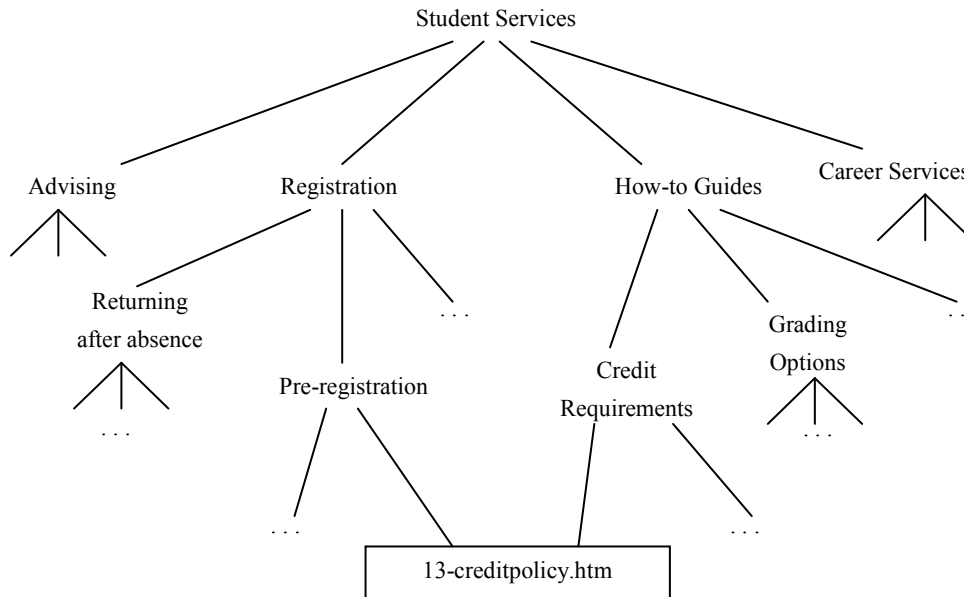 Student Services
Advising
Registration
How-to Guides
Career Services
Returning
after absence
. . .
Grading
Options
. . .
Pre-registration
Credit
Requirements
. . .
. . .
. . .
. . .
13-creditpolicy.htm